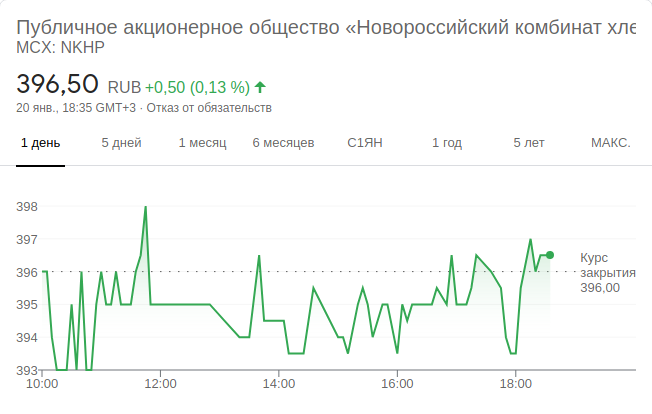 Публичное акционерное общество «Новороссийский комбинат хле
MCX: NKHP
396,50 RUB +0,50 (0,13 %)
20 янв., 18:35 GMT+3 · Отказ от обязательств
1 день 5 дней 1 месяц 6 месяцев С1ЯН 1 год 5 лет МАКС.
398
397
396
395
394
393
Курс
закрытия
396,00
10:00 12:00 14:00 16:00 18:00